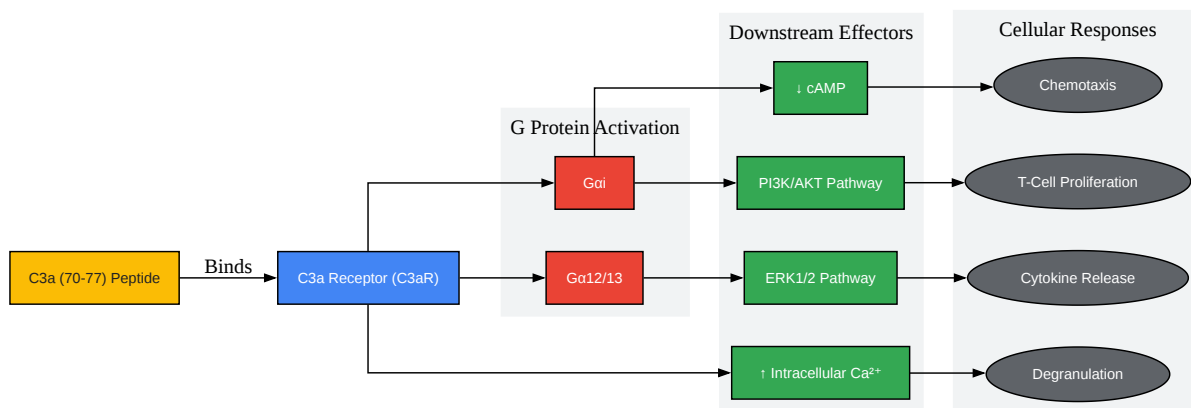 Downstream Effectors
Cellular Responses
↓ cAMP
Chemotaxis
G Protein Activation
Gαi
PI3K/AKT Pathway
T-Cell Proliferation
C3a (70-77) Peptide
Binds
C3a Receptor (C3aR)
Gα12/13
ERK1/2 Pathway
Cytokine Release
↑ Intracellular Ca²⁺
Degranulation